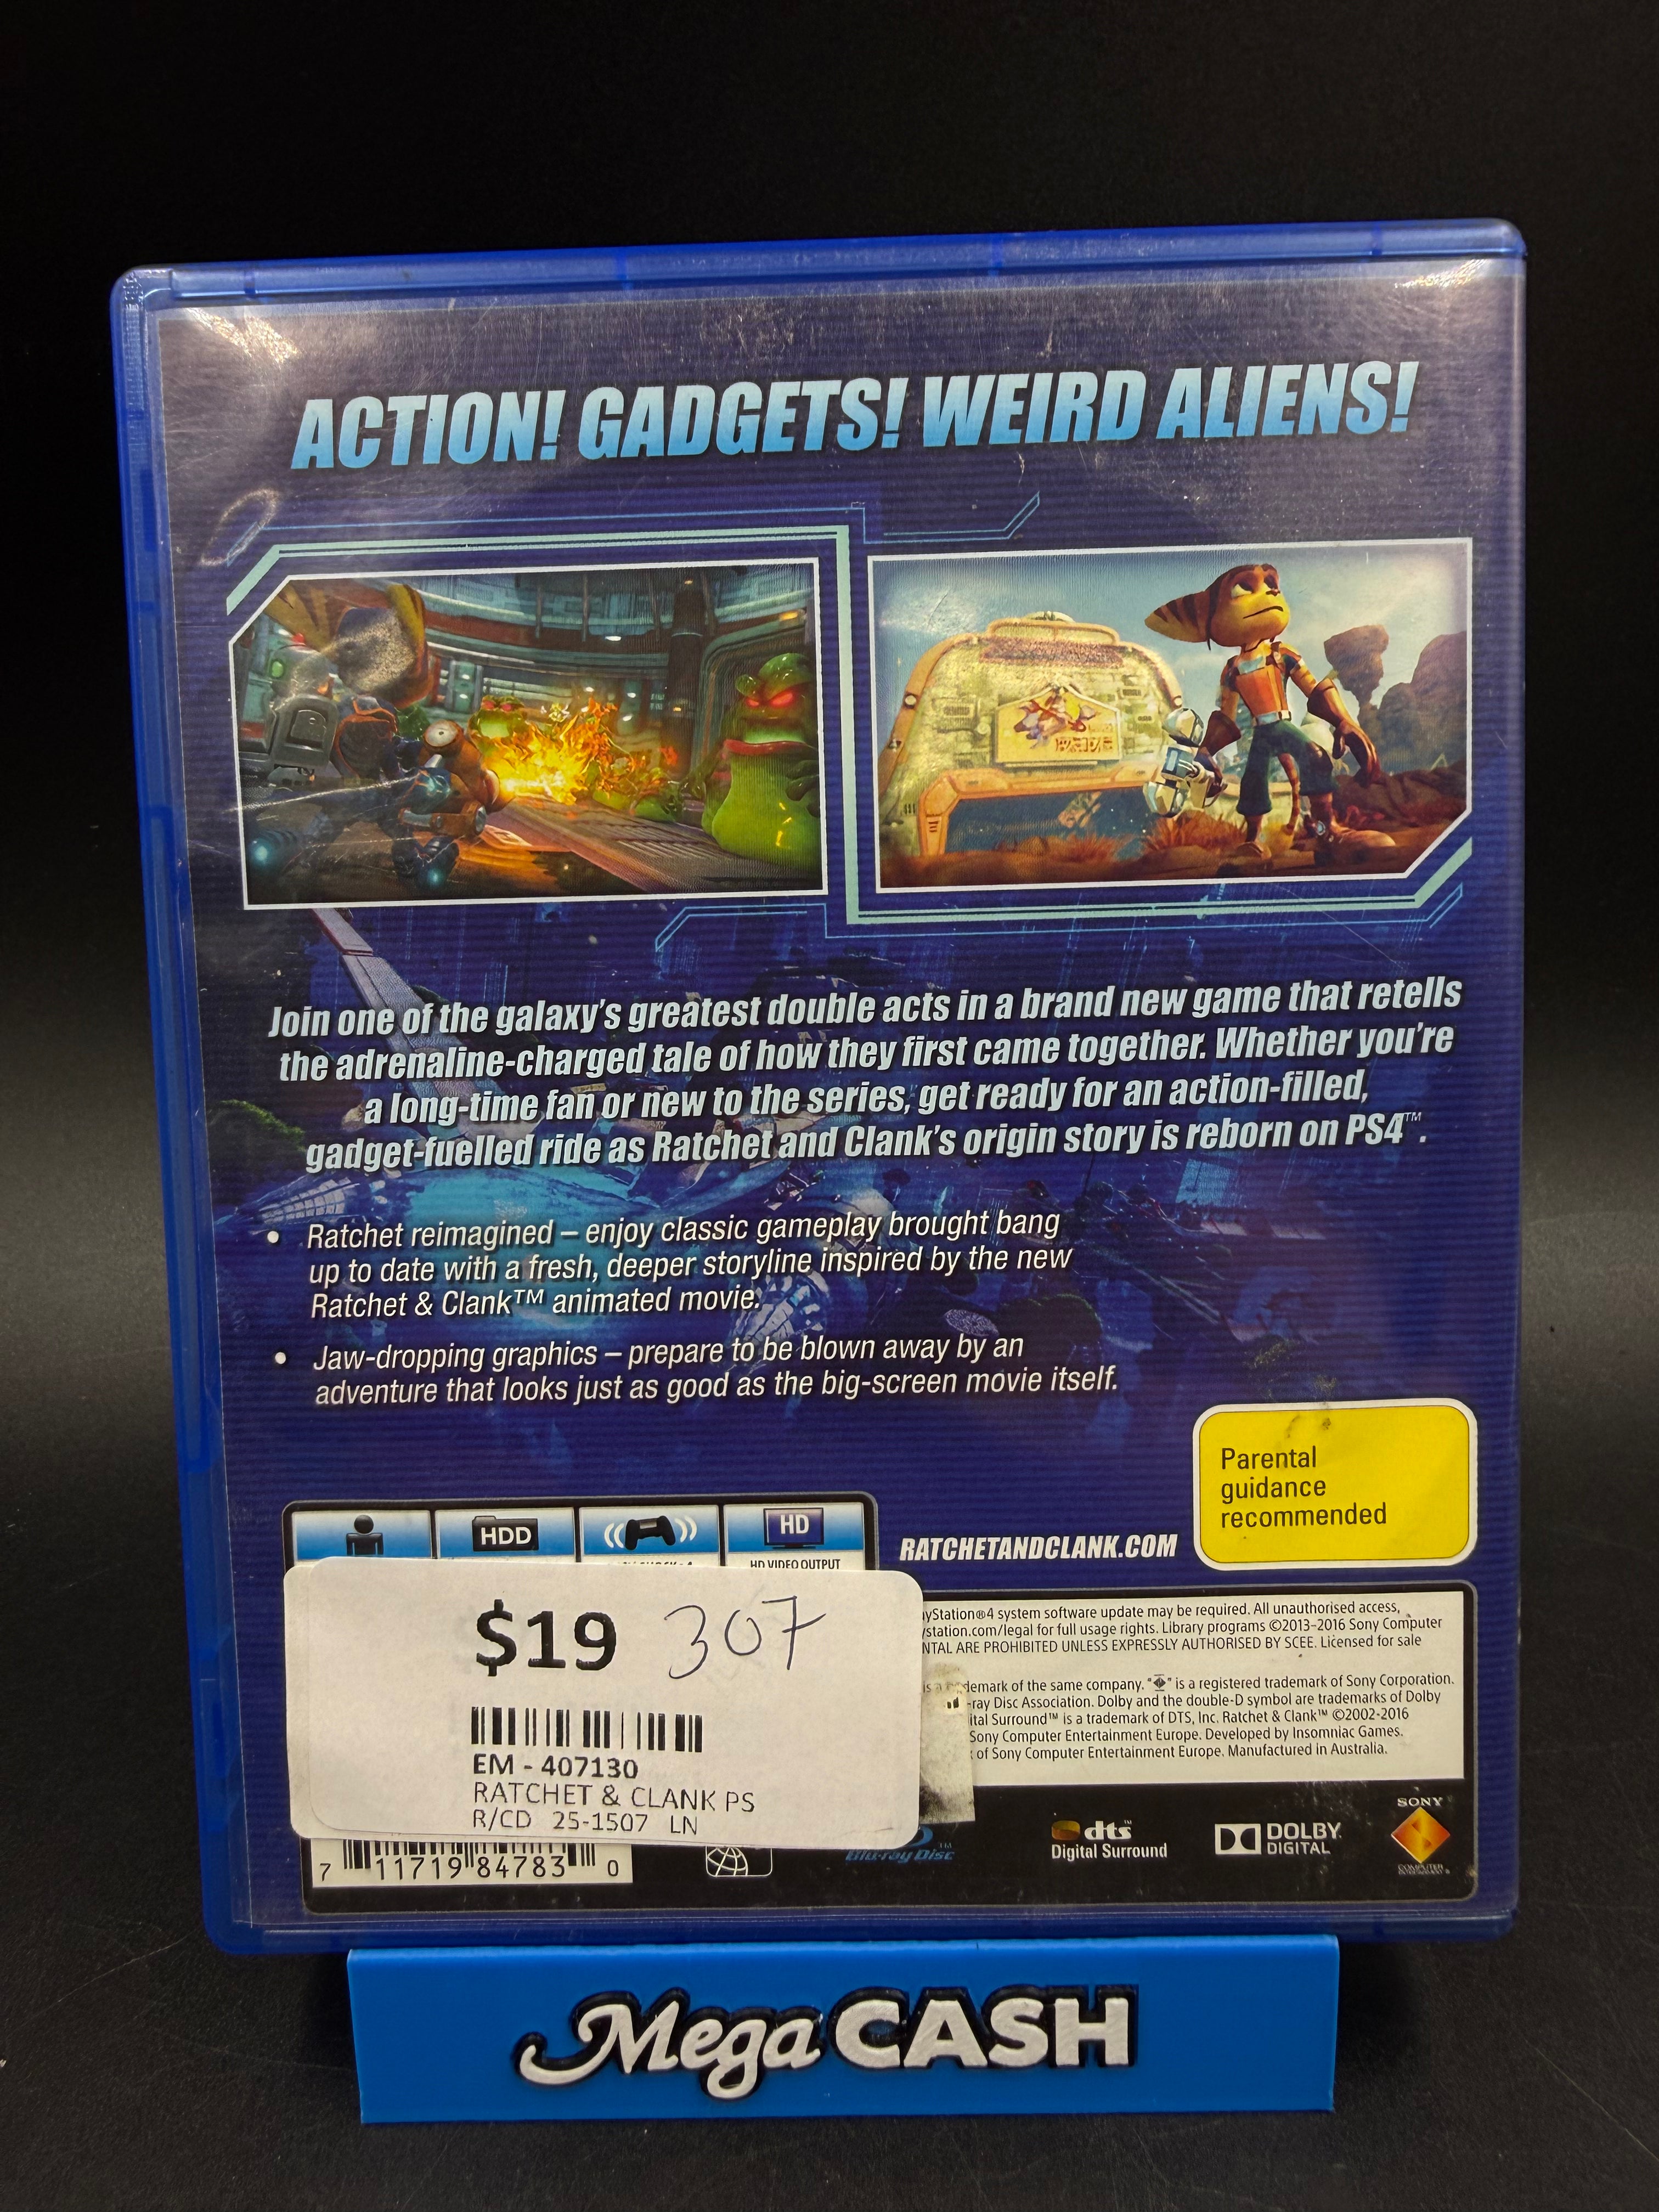 ACTION! GADGETS! WEIRD ALIENS!
Join one of the galaxy's greatest double acts in a brand new game that retells
the adrenaline-charged tale of how they first came together. Whether you're
a long-time fan or new to the series, get ready for an action-filled,
gadget-fuelled ride as Ratchet and Clank's origin story is reborn on PS4™.
• Ratchet reimagined – enjoy classic gameplay brought bang
up to date with a fresh, deeper storyline inspired by the new
Ratchet & Clank™ animated movie.
• Jaw-dropping graphics – prepare to be blown away by an
adventure that looks just as good as the big-screen movie itself.
Parental
guidance
recommended
HDD
HD
HD VIDEO OUTPUT
RATCHETANDCLANK.COM
$19 307
EM - 407130
RATCHET & CLANK PS
R/CD 25-1507 LN
system software update may be required. All unauthorised access,
for full usage rights. Library programs ©2013-2016 Sony Computer
ARE PROHIBITED UNLESS EXPRESSLY AUTHORISED BY SCEE. Licensed for sale
of the same company. " " is a registered trademark of Sony Corporation.
-ray Disc Association. Dolby and the double-D symbol are trademarks of Dolby
Surround™ is a trademark of DTS, Inc. Ratchet & Clank™ ©2002-2016
Sony Computer Entertainment Europe. Developed by Insomniac Games.
of Sony Computer Entertainment Europe. Manufactured in Australia.
7 11719 84783 0
Blu-ray Disc™
dts™
Digital Surround
DOLBY
DIGITAL
SONY
COMPUTER
ENTERTAINMENT
MegaCASH